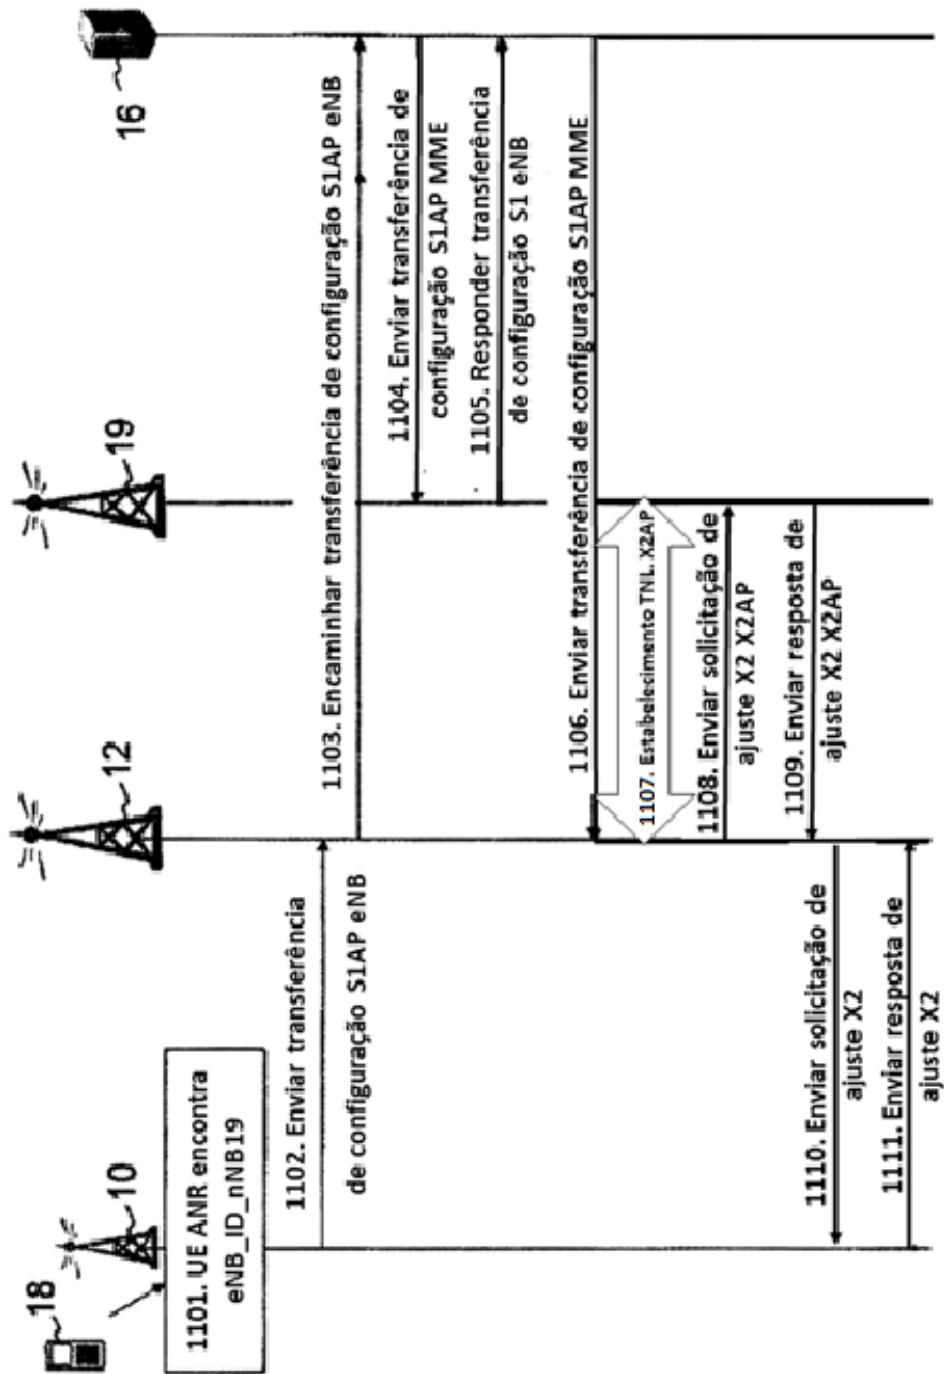 18
10
12
19
16
1101. UE ANR encontra
eNB_ID_nNB19
1102. Enviar transferência
de configuração S1AP eNB
1103. Encaminhar transferência de configuração S1AP eNB
1104. Enviar transferência de
configuração S1AP MME
1105. Responder transferência
de configuração S1 eNB
1106. Enviar transferência de configuração S1AP MME
1107. Estabelecimento TNL X2AP
1108. Enviar solicitação de
ajuste X2 X2AP
1109. Enviar resposta de
ajuste X2 X2AP
1110. Enviar solicitação de
ajuste X2
1111. Enviar resposta de
ajuste X2